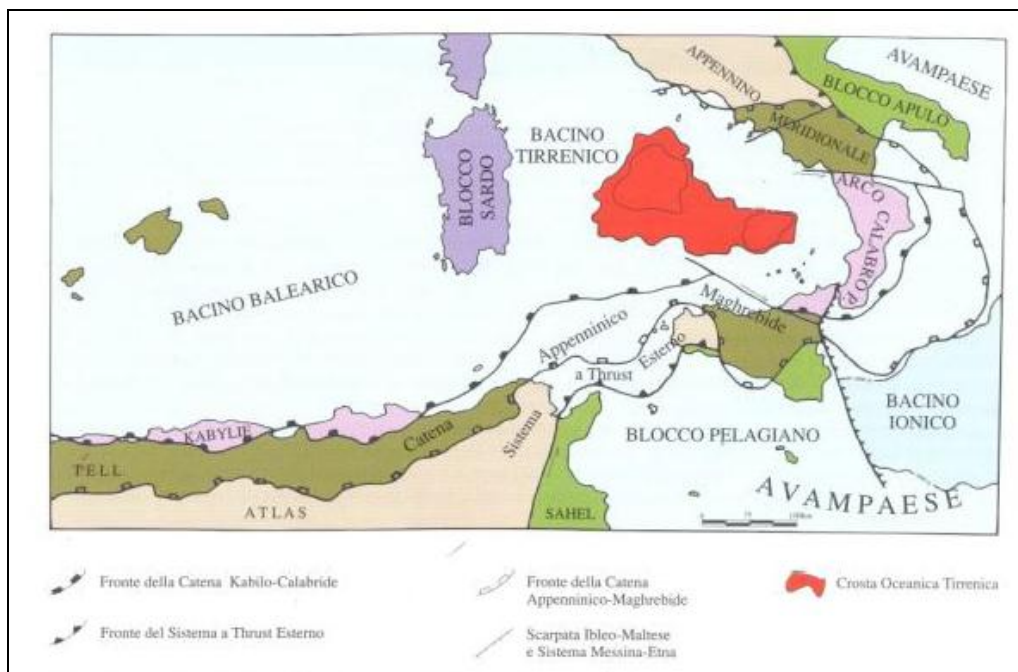 APPENNINO
AVAMPAESE
BLOCCO APULO
MERIDIONALE
BACINO
TIRRENICO
BLOCCO
SARDO
ARCO
CALABRO P.
BACINO BALEARICO
Appenninico
Maghrebide
Esterno
a Thrust
BACINO
IONICO
KABYLIE
Catena
Sistema
BLOCCO PELAGIANO
TELL
AVAMPAESE
ATLAS
SAHEL
0
Fronte della Catena Kabilo-Calabride
Fronte della Catena
Appenninico-Maghrebide
Crosta Oceanica Tirrenica
Fronte del Sistema a Thrust Esterno
Scarpata Ibleo-Maltese
e Sistema Messina-Etna